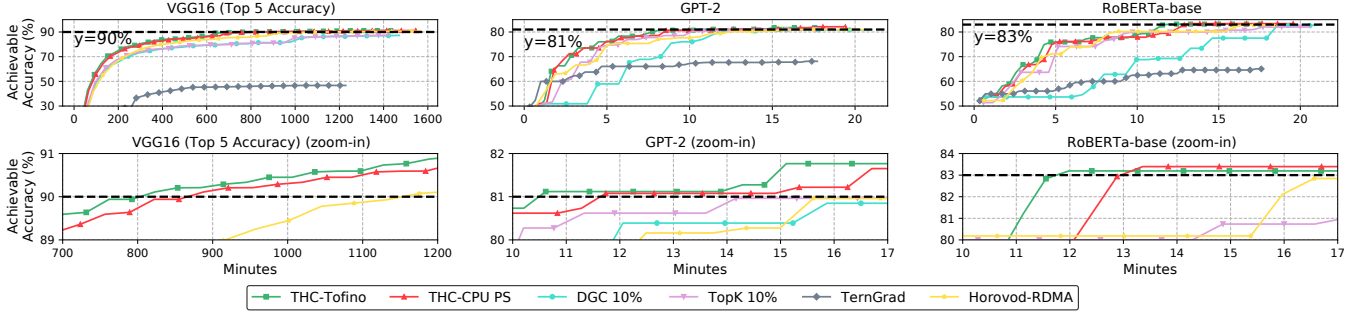 VGG16 (Top 5 Accuracy)
GPT-2
RoBERTa-base
Achievable
Accuracy (%)
90
70
50
30
y=90%
0 200 400 600 800 1000 1200 1400 1600
80
70
60
50
y=81%
0 5 10 15 20
80
70
60
50
y=83%
0 5 10 15 20
VGG16 (Top 5 Accuracy) (zoom-in)
GPT-2 (zoom-in)
RoBERTa-base (zoom-in)
Achievable
Accuracy (%)
91
90
89
700 800 900 1000 1100 1200
Minutes
82
81
80
10 11 12 13 14 15 16 17
Minutes
84
83
82
81
80
10 11 12 13 14 15 16 17
Minutes
THC-Tofino THC-CPU PS DGC 10% TopK 10% TernGrad Horovod-RDMA